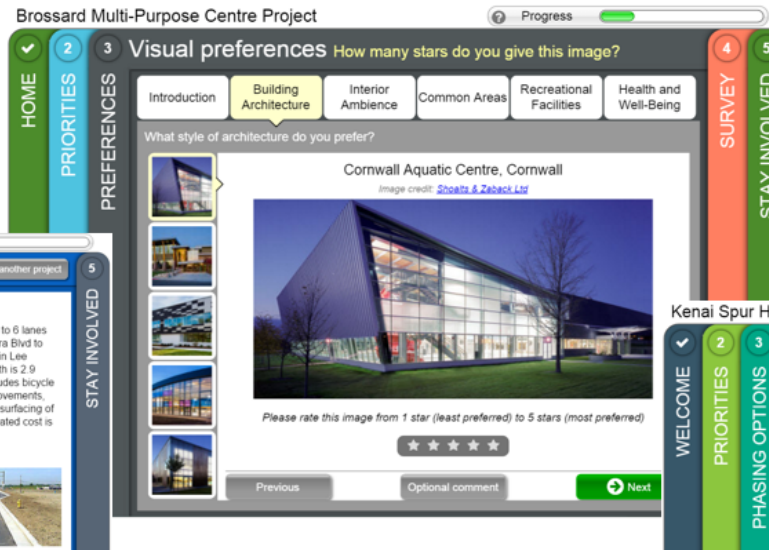 Brossard Multi-Purpose Centre Project
Progress
HOME
2
PRIORITIES
3
PREFERENCES
Visual preferences How many stars do you give this image?
4
SURVEY
5
STAY INVOLVED
Introduction
Building Architecture
Interior Ambience
Common Areas
Recreational Facilities
Health and Well-Being
What style of architecture do you prefer?
Cornwall Aquatic Centre, Cornwall
Image credit: Shoalts & Zaback Ltd
Please rate this image from 1 star (least preferred) to 5 stars (most preferred)
Previous
Optional comment
Next
another project
5
STAY INVOLVED
to 6 lanes
ra Blvd to
in Lee
th is 2.9
udes bicycle
ovements,
surfacing of
ated cost is
Kenai Spur H
WELCOME
2
PRIORITIES
3
PHASING OPTIONS